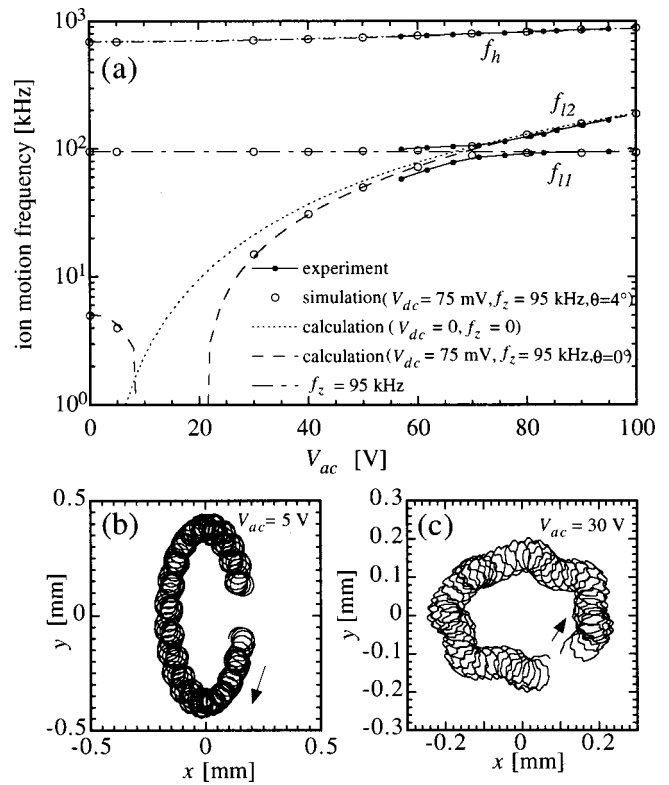 10³
(a)
f_h
f_l2
10²
f_l1
10¹
experiment
simulation( V_dc = 75 mV, f_z = 95 kHz, θ=4°)
calculation ( V_dc = 0, f_z = 0)
calculation( V_dc = 75 mV, f_z = 95 kHz, θ=0°)
f_z = 95 kHz
10⁰
0 20 40 60 80 100
V_ac [V]
ion motion frequency [kHz]
(b)
V_ac = 5 V
0.5
0
-0.5
y [mm]
-0.5 0 0.5
x [mm]
(c)
V_ac = 30 V
0.3
0.2
0.1
0
-0.1
-0.2
-0.3
y [mm]
-0.2 0 0.2
x [mm]